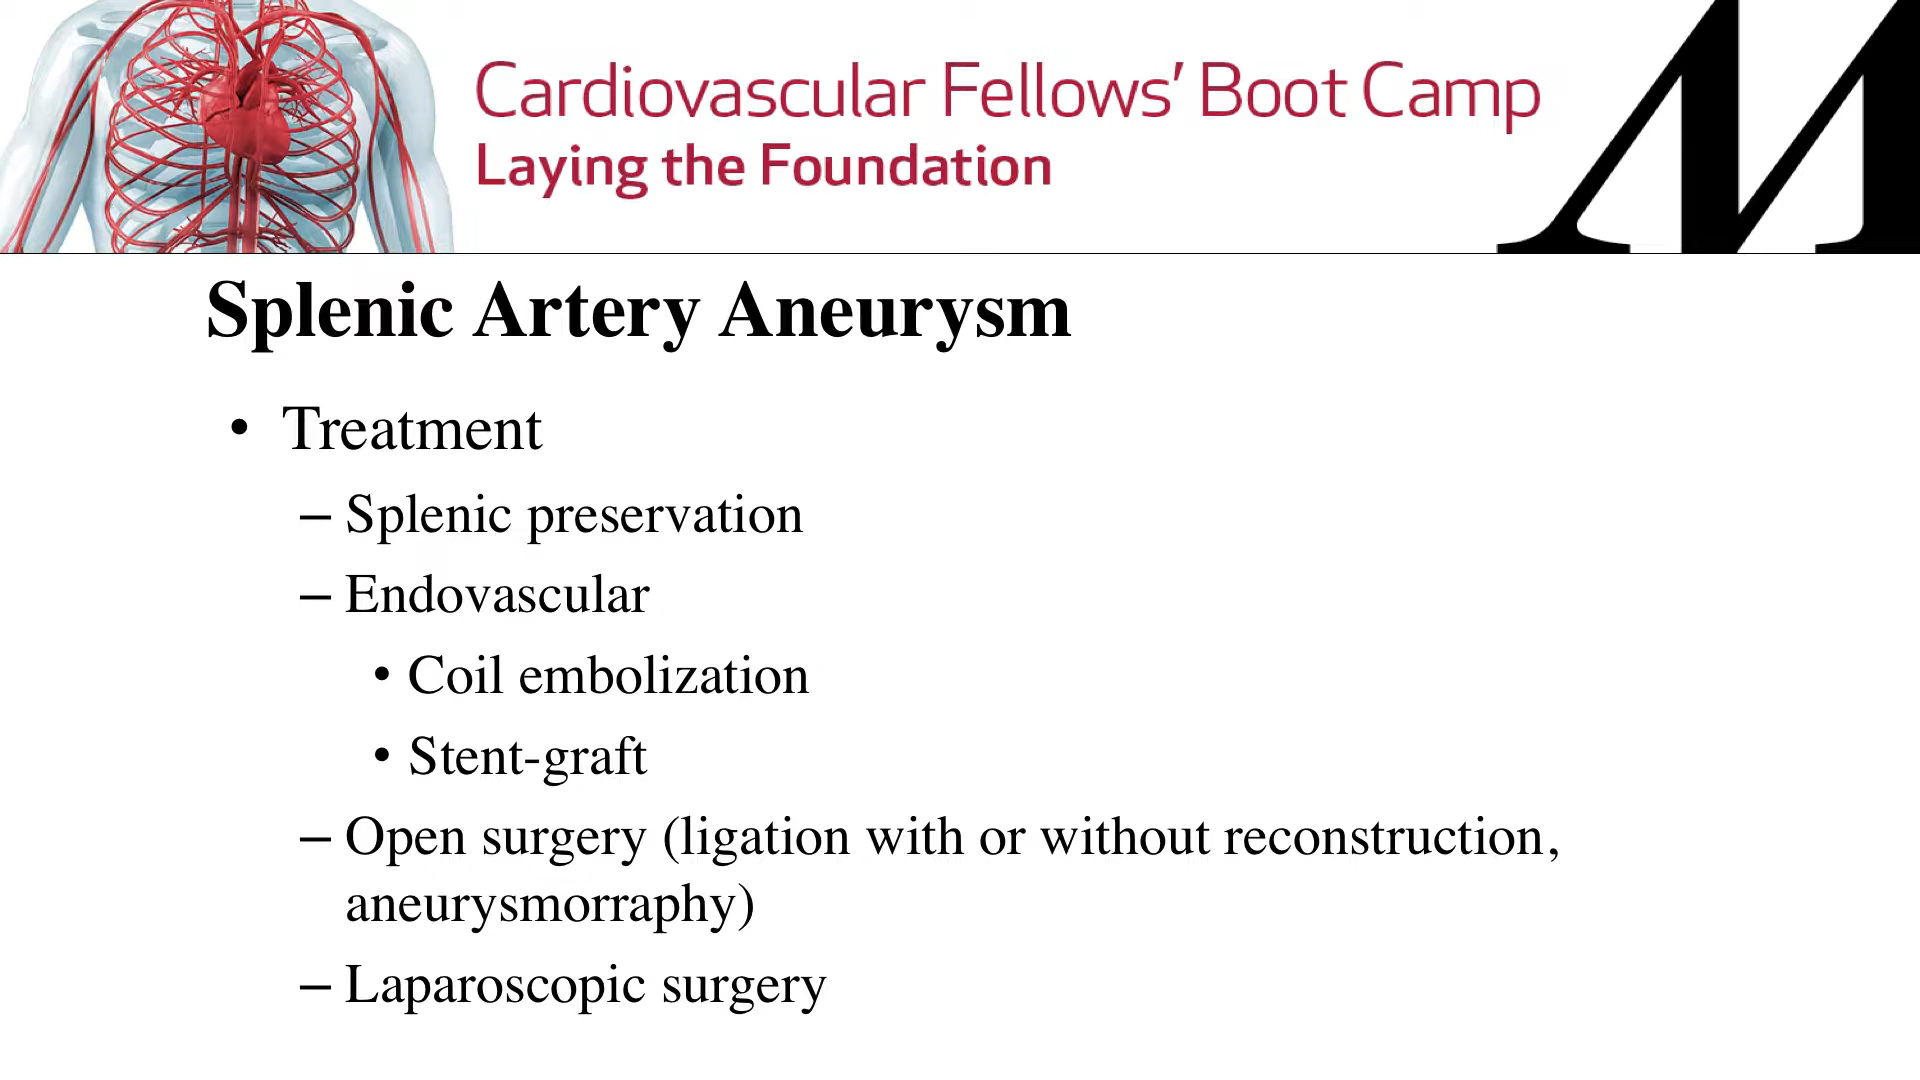 Cardiovascular Fellows’ Boot Camp
Laying the Foundation
M
Splenic Artery Aneurysm
• Treatment
– Splenic preservation
– Endovascular
• Coil embolization
• Stent-graft
– Open surgery (ligation with or without reconstruction,
aneurysmorraphy)
– Laparoscopic surgery